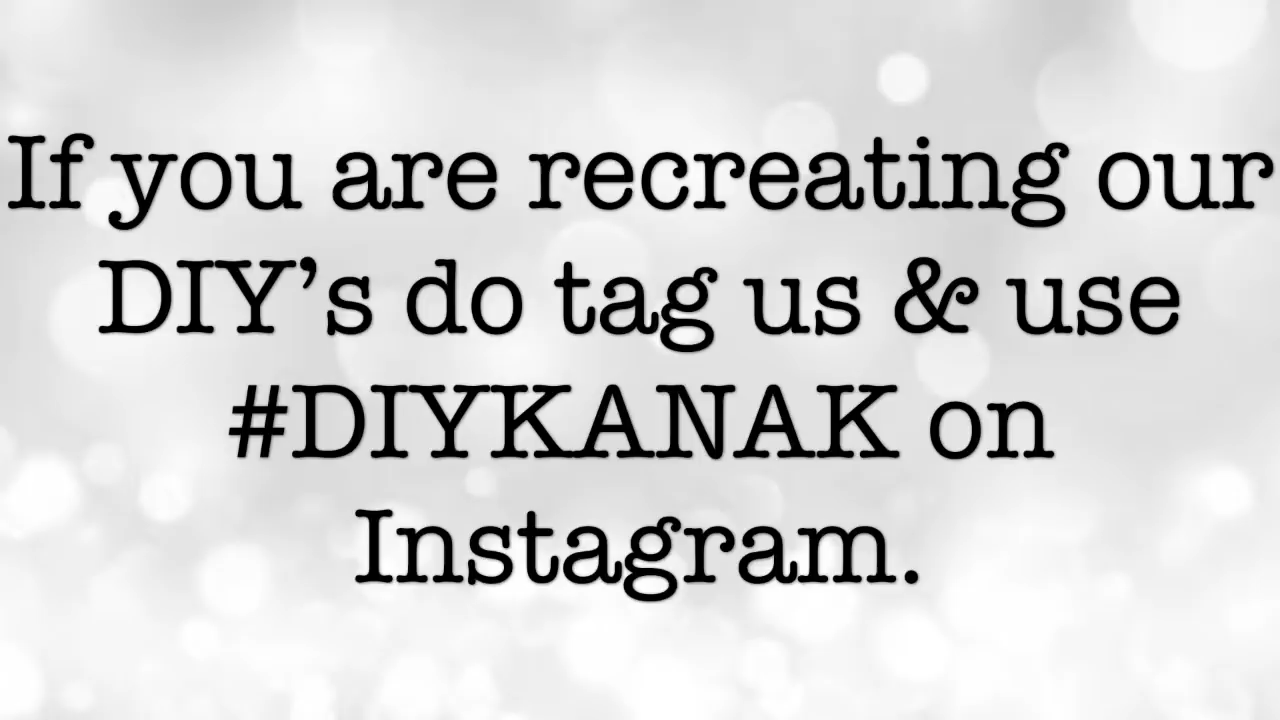 If you are recreating our
DIY’s do tag us & use
#DIYKANAK on
Instagram.